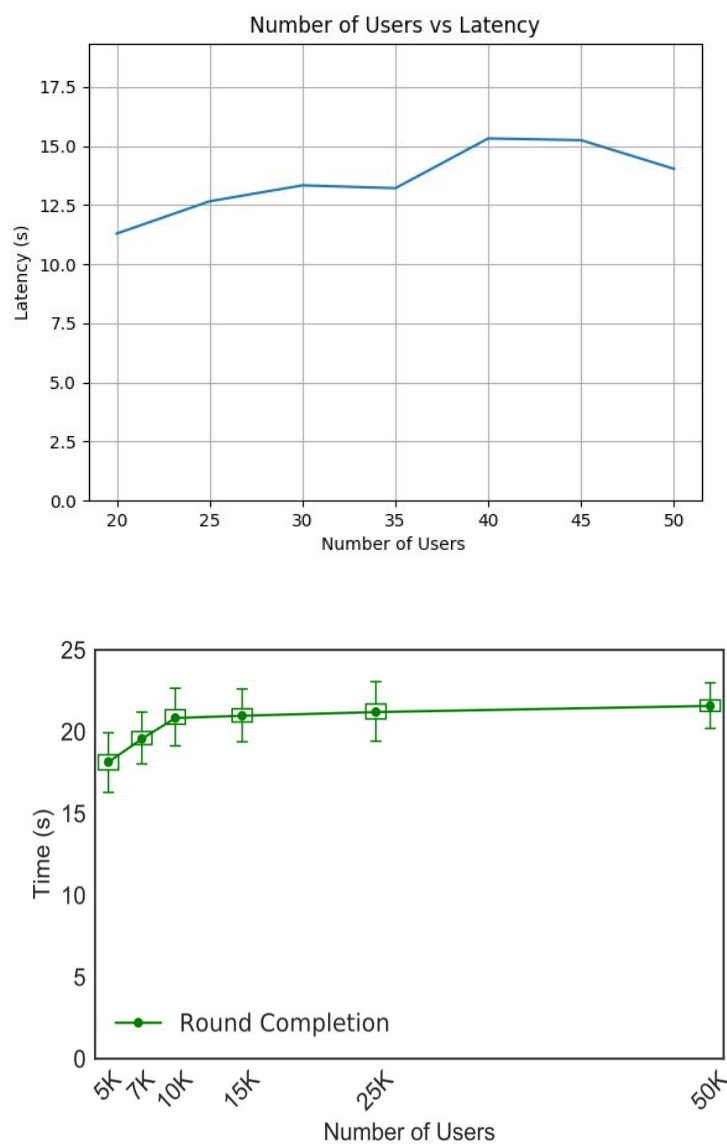 Number of Users vs Latency
17.5
15.0
12.5
10.0
7.5
5.0
2.5
0.0
Latency (s)
20 25 30 35 40 45 50
Number of Users
25
20
15
10
5
0
Time (s)
Round Completion
5K 7K 10K 15K 25K 50K
Number of Users